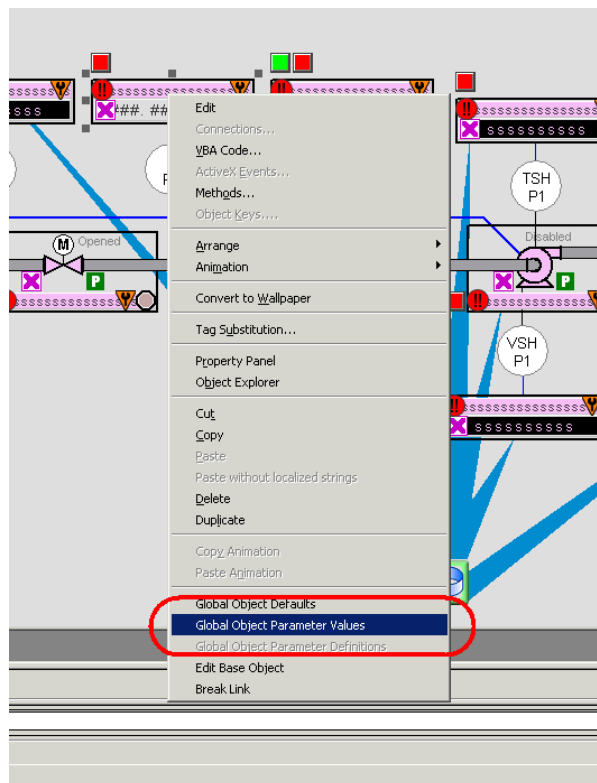 ssssss
sss
###. ##
Edit
Connections...
VBA Code...
ActiveX Events...
Methods...
Object Keys....
Arrange
Animation
Convert to Wallpaper
Tag Substitution...
Property Panel
Object Explorer
Cut
Copy
Paste
Paste without localized strings
Delete
Duplicate
Copy Animation
Paste Animation
Global Object Defaults
Global Object Parameter Values
Global Object Parameter Definitions
Edit Base Object
Break Link
M
Opened
P
ssssssssss
TSH
P1
Disabled
P
VSH
P1
ssssssssss